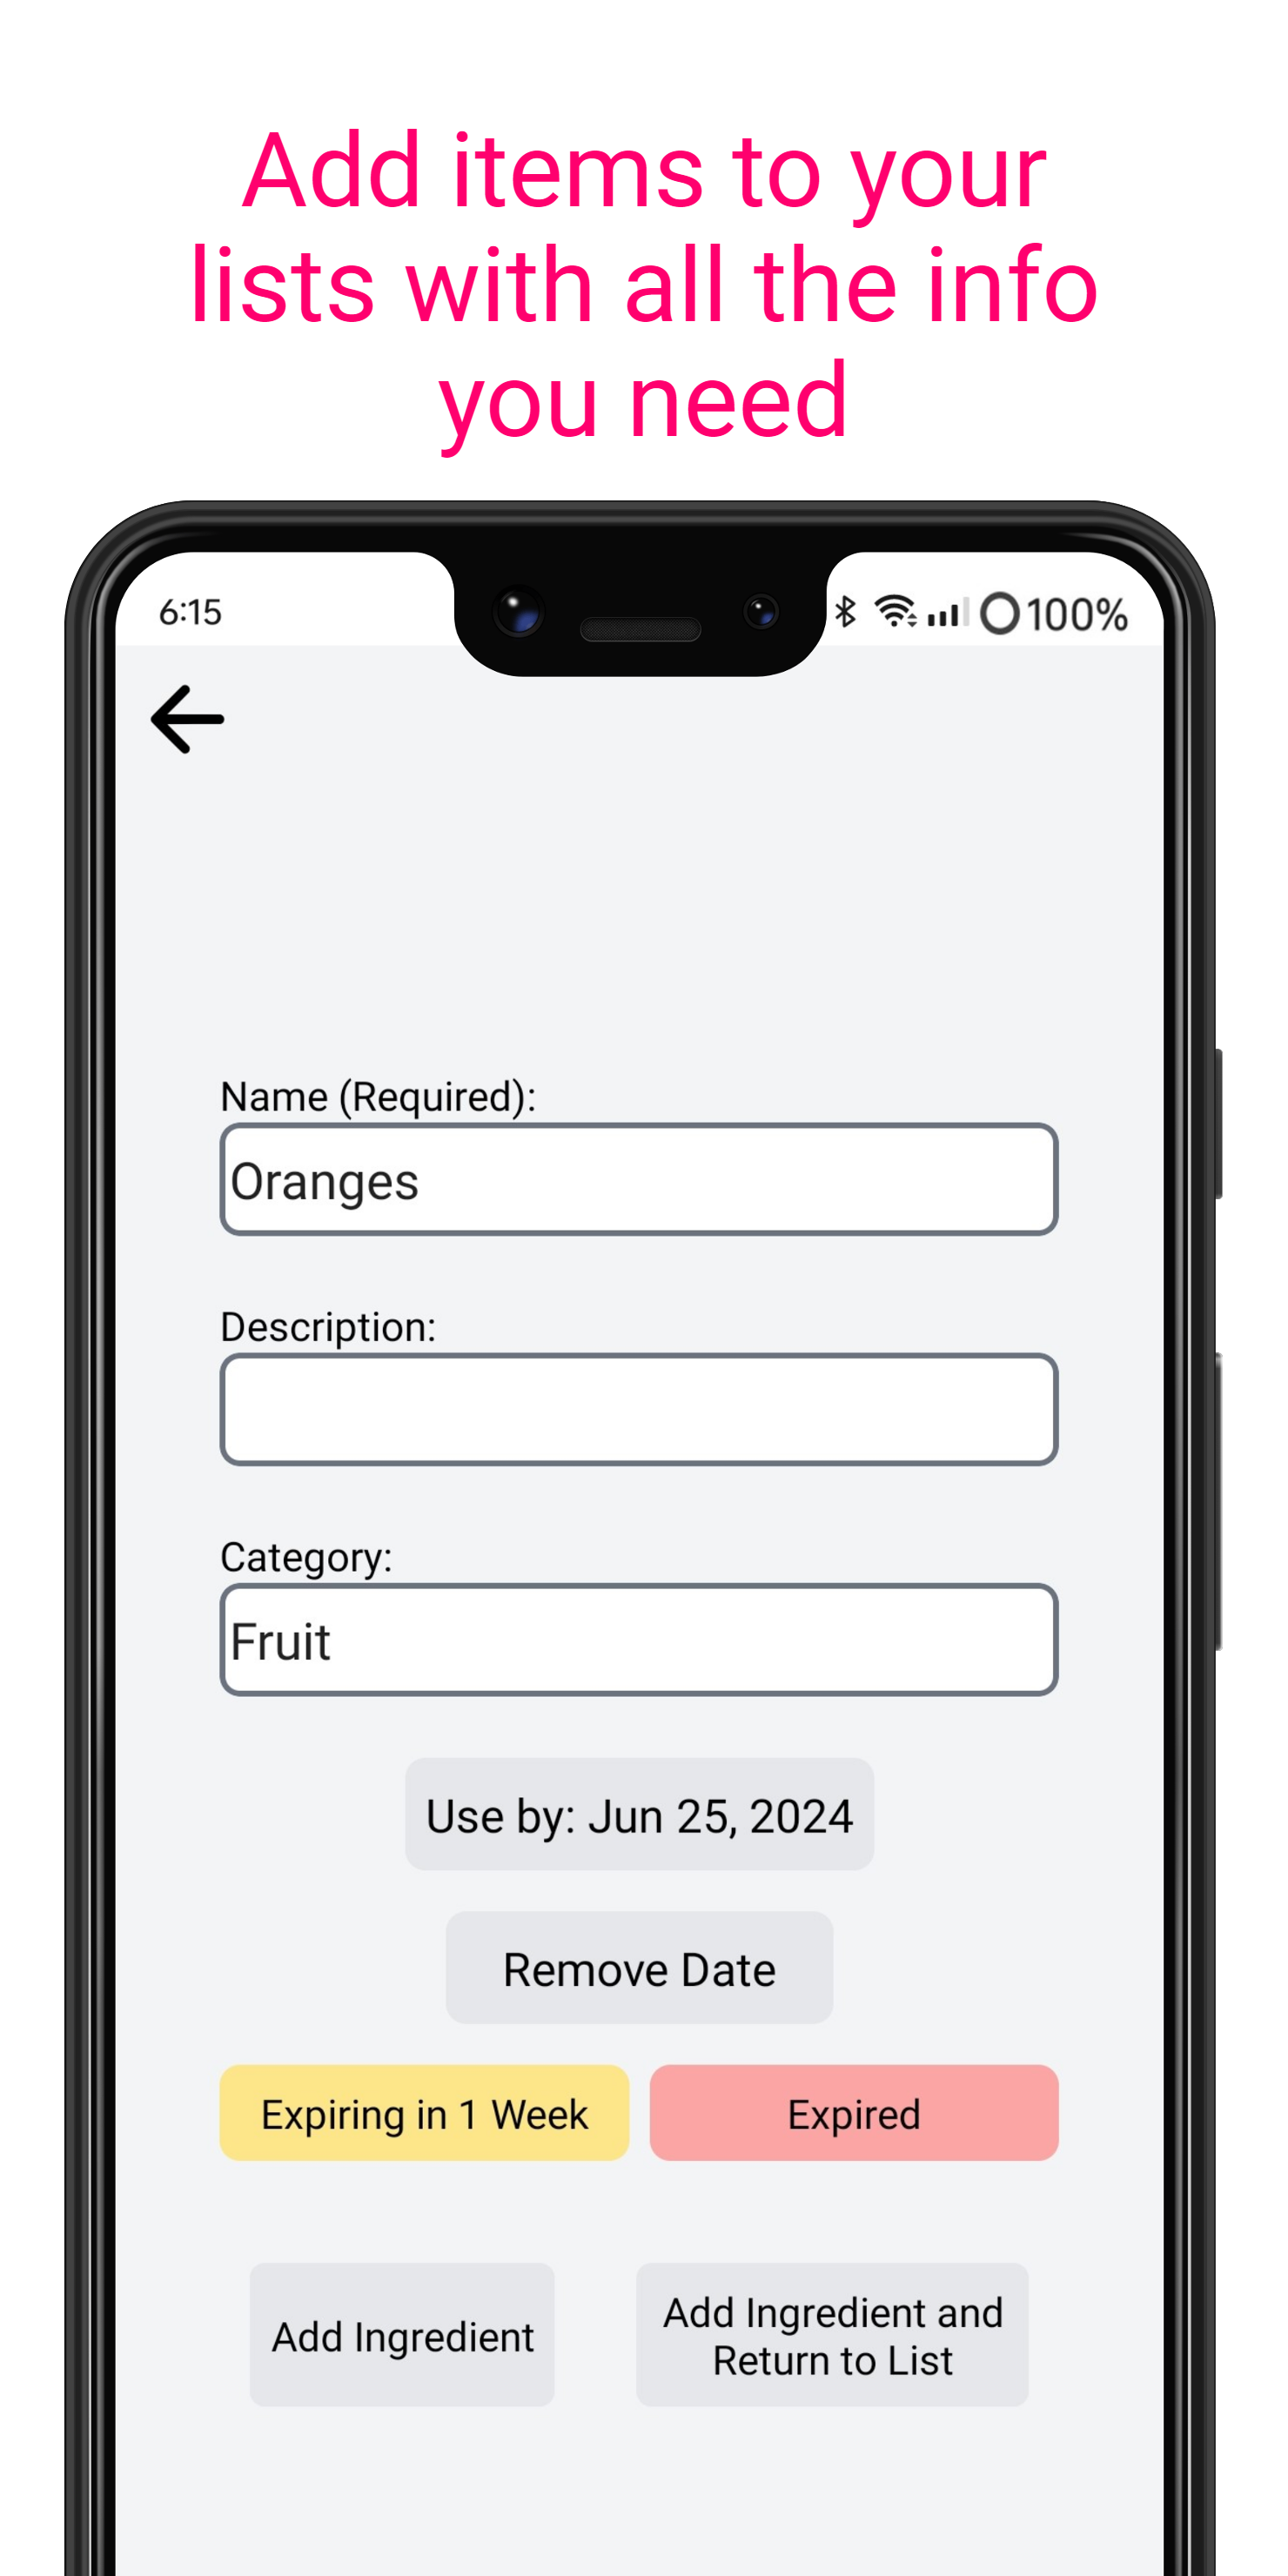 Add items to your
lists with all the info
you need
6:15
100%
Name (Required):
Oranges
Description:
Category:
Fruit
Use by: Jun 25, 2024
Remove Date
Expiring in 1 Week
Expired
Add Ingredient
Add Ingredient and
Return to List